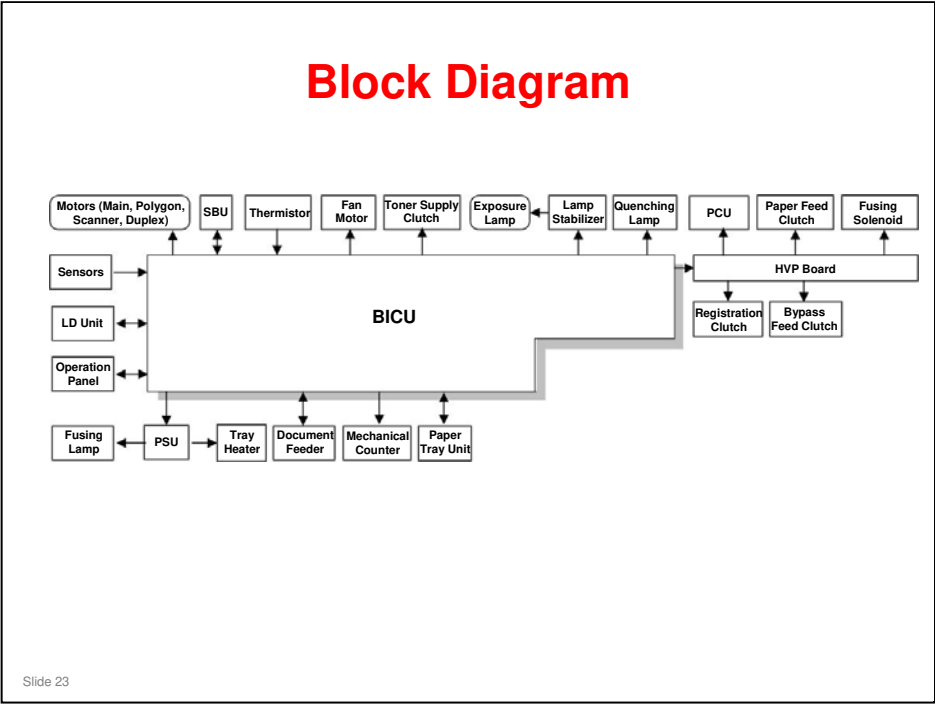 Block Diagram
Motors (Main, Polygon,
Scanner, Duplex)
SBU
Thermistor
Fan
Motor
Toner Supply
Clutch
Exposure
Lamp
Lamp
Stabilizer
Quenching
Lamp
PCU
Paper Feed
Clutch
Fusing
Solenoid
Sensors
HVP Board
LD Unit
BICU
Registration
Clutch
Bypass
Feed Clutch
Operation
Panel
Fusing
Lamp
PSU
Tray
Heater
Document
Feeder
Mechanical
Counter
Paper
Tray Unit
Slide 23